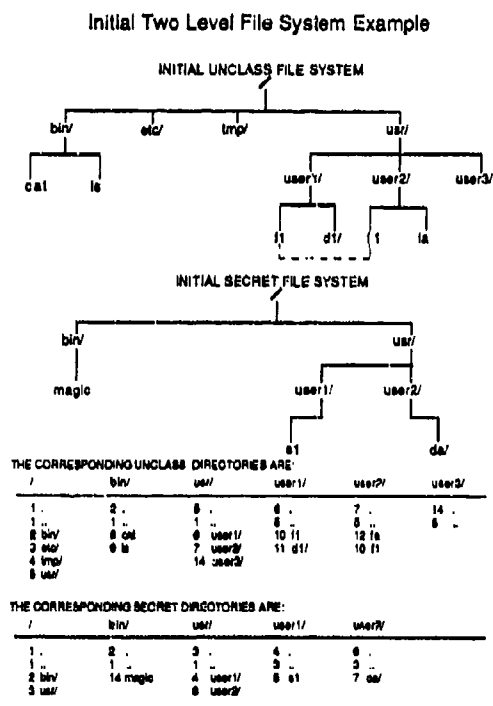 Initial Two Level File System Example
INITIAL UNCLASS FILE SYSTEM
/
bin/ etc/ tmp/ usr/
cat ls user1/ user2/ user3/
f1 d1/ f1 fa
INITIAL SECRET FILE SYSTEM
/
bin/ usr/
magic user1/ user2/
s1 da/
THE CORRESPONDING UNCLASS DIRECTORIES ARE:
/ bin/ usr/ user1/ user2/ user3/
1 . 2 . 5 . 6 . 7 . 14 .
1 .. 1 .. 1 .. 5 .. 5 .. 5 ..
2 bin/ 8 cat 6 user1/ 10 f1 12 fa
3 etc/ 9 ls 7 user2/ 11 d1/ 10 f1
4 tmp/ 14 user3/
5 usr/
THE CORRESPONDING SECRET DIRECTORIES ARE:
/ bin/ usr/ user1/ user2/
1 . 2 . 3 . 4 . 6 .
1 .. 1 .. 1 .. 3 .. 3 ..
2 bin/ 14 magic 4 user1/ 5 s1 7 da/
3 usr/ 6 user2/